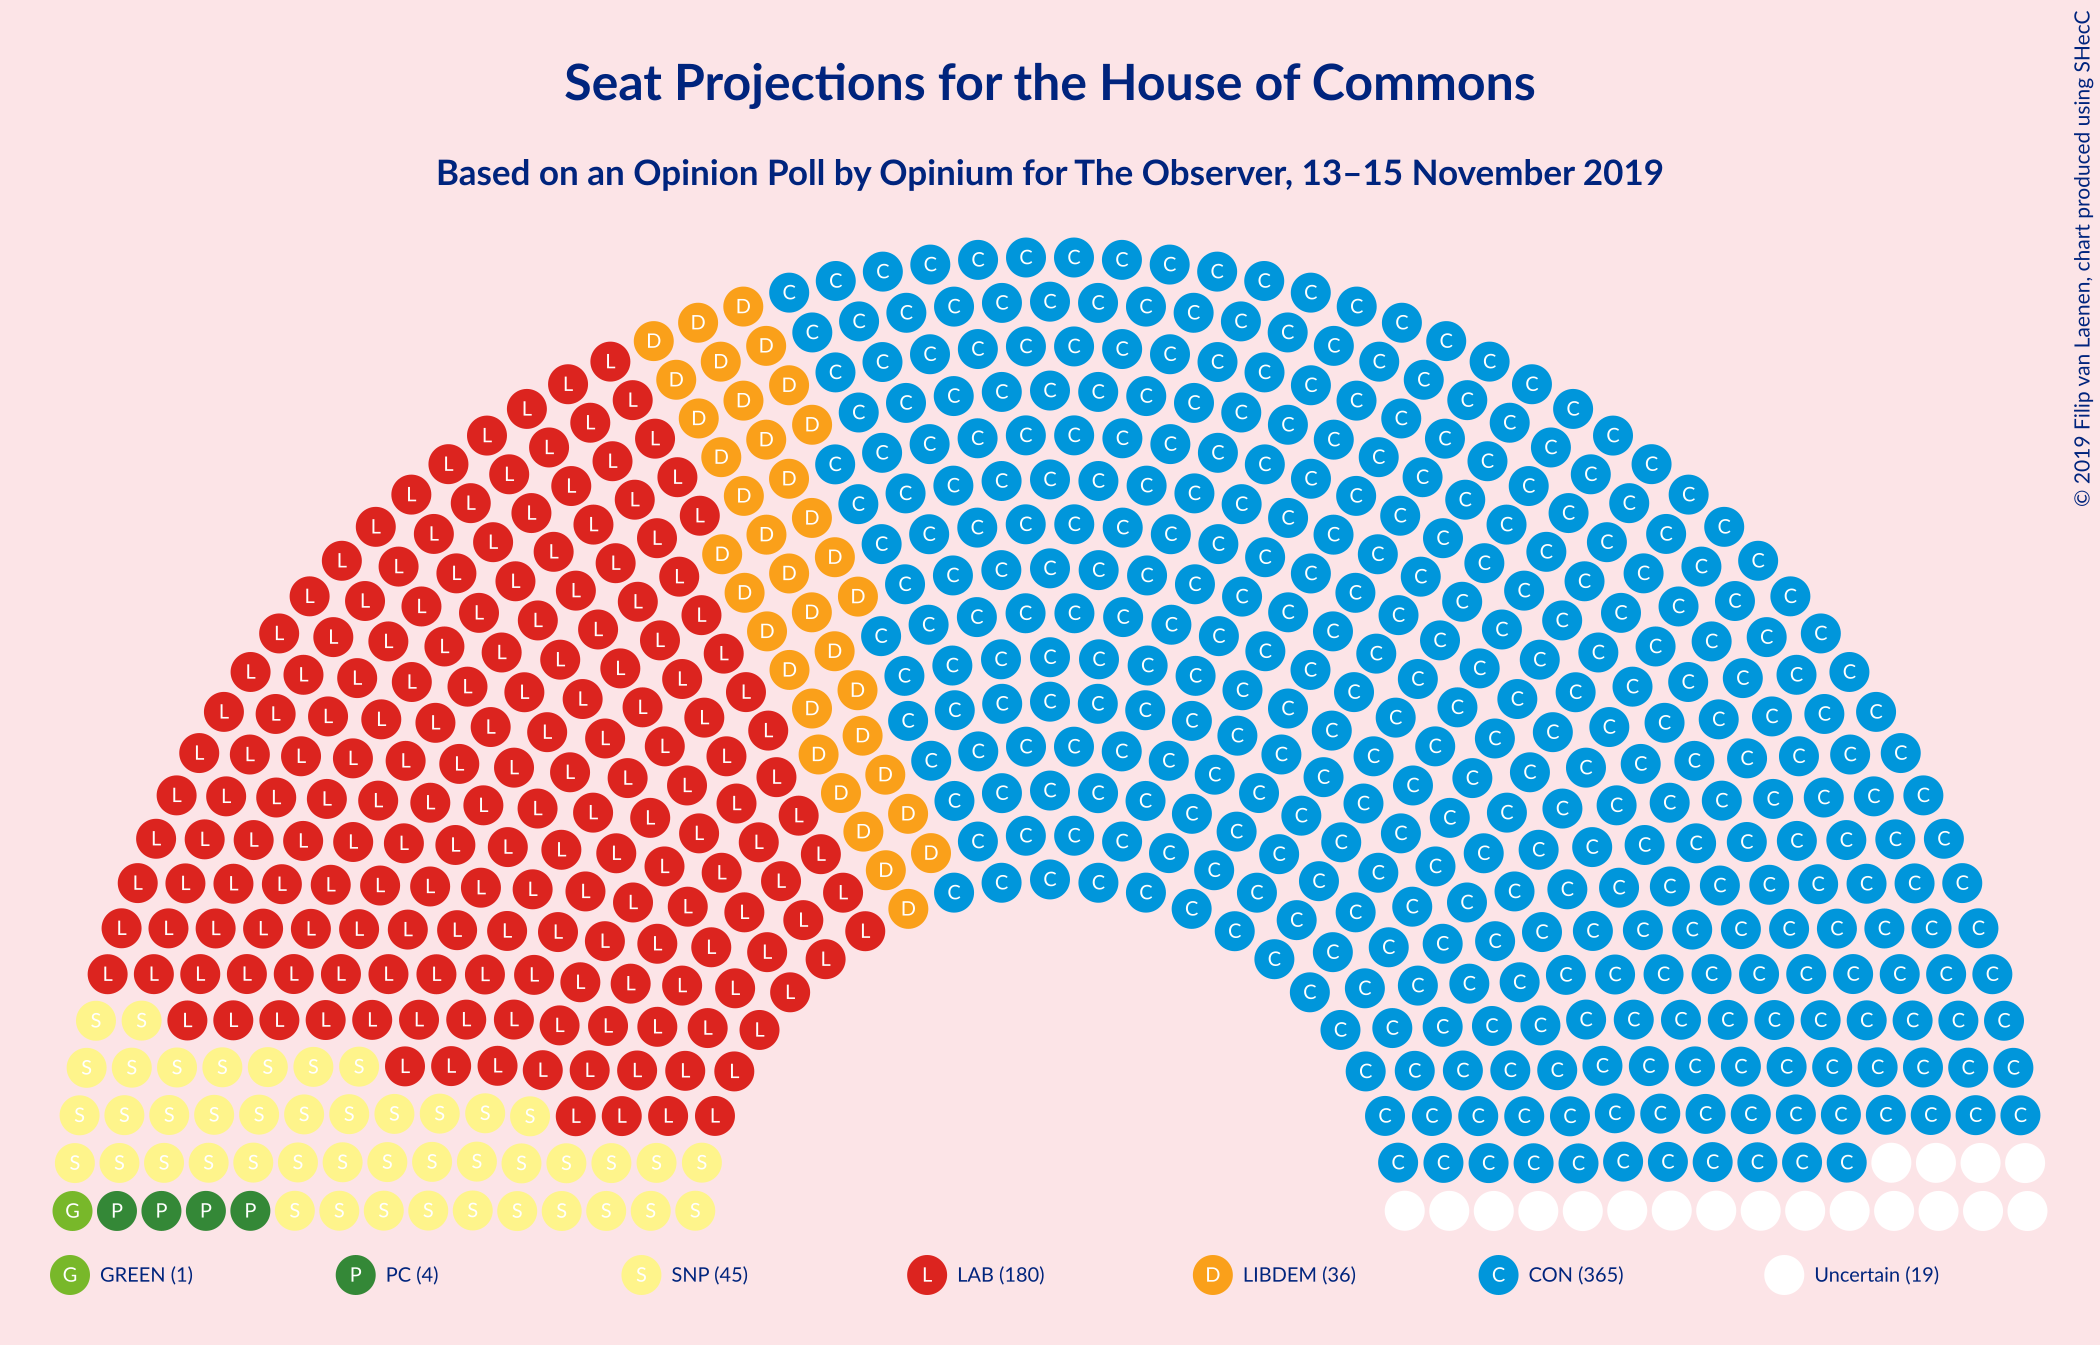 Seat Projections for the House of Commons
Based on an Opinion Poll by Opinium for The Observer, 13–15 November 2019
© 2019 Filip van Laenen, chart produced using SHecC
G GREEN (1)
P PC (4)
S SNP (45)
L LAB (180)
D LIBDEM (36)
C CON (365)
Uncertain (19)